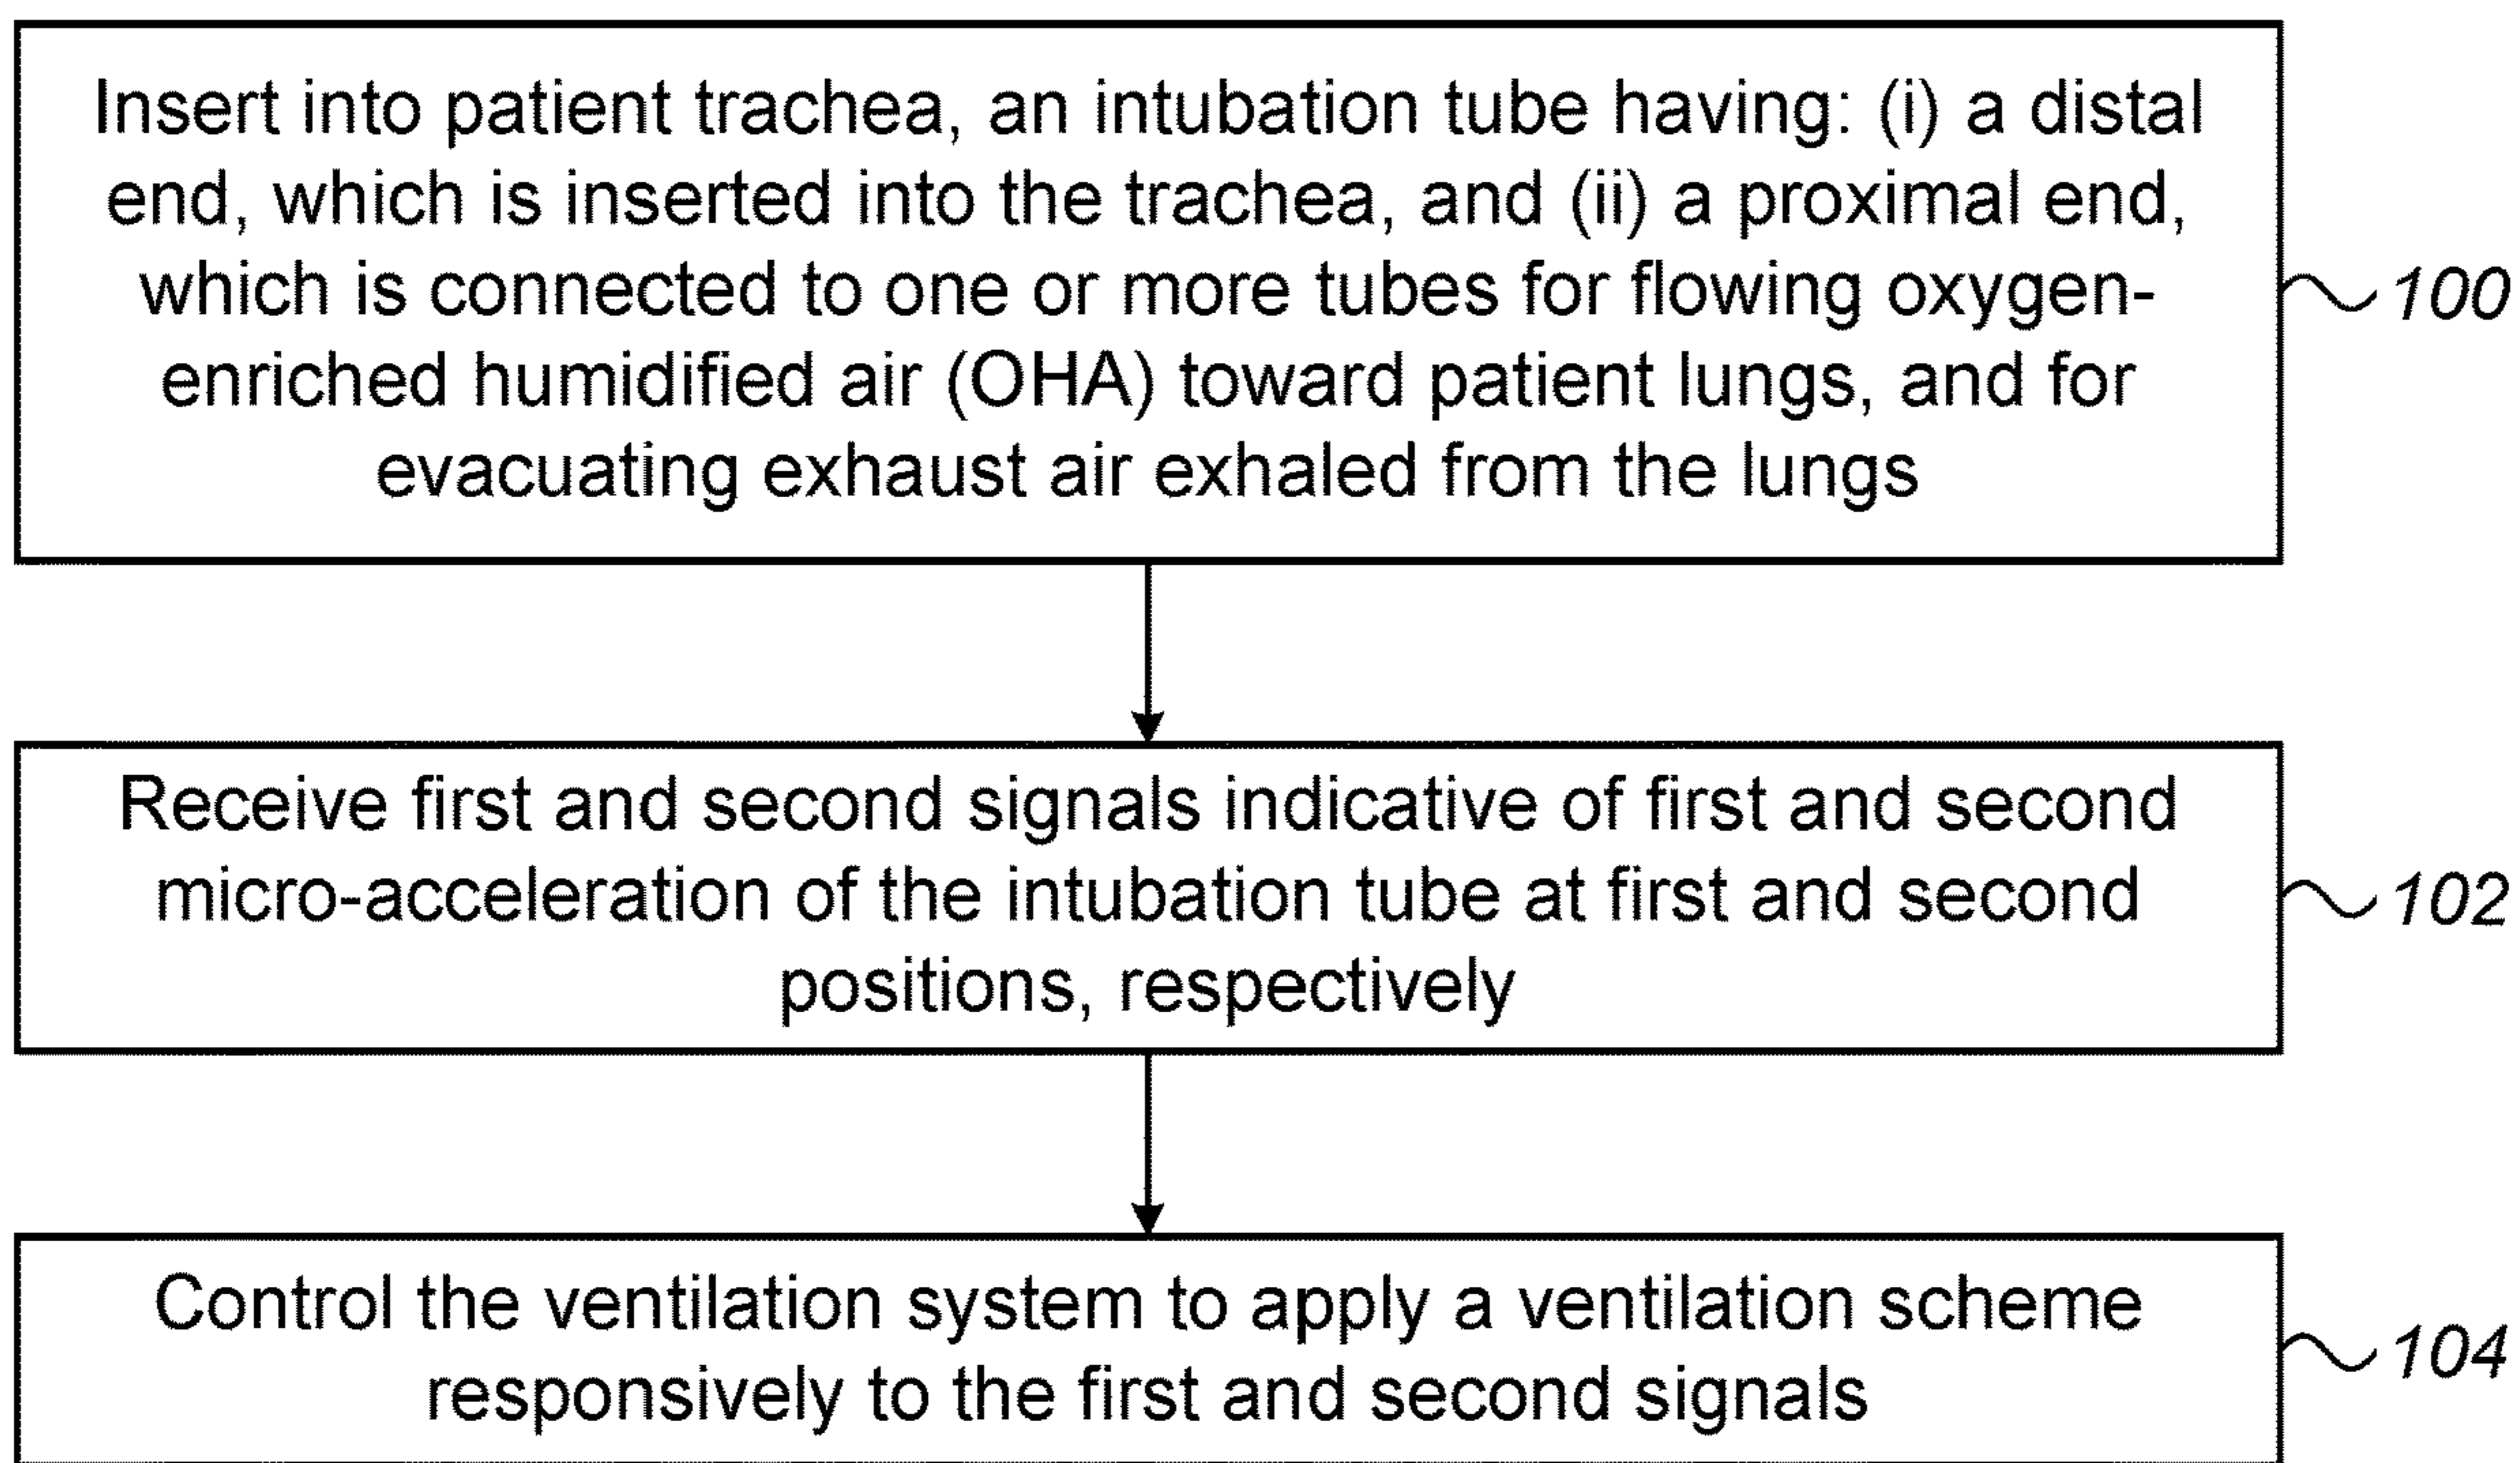 Insert into patient trachea, an intubation tube having: (i) a distal
end, which is inserted into the trachea, and (ii) a proximal end,
which is connected to one or more tubes for flowing oxygen-
enriched humidified air (OHA) toward patient lungs, and for
evacuating exhaust air exhaled from the lungs
100
Receive first and second signals indicative of first and second
micro-acceleration of the intubation tube at first and second
positions, respectively
102
Control the ventilation system to apply a ventilation scheme
responsively to the first and second signals
104